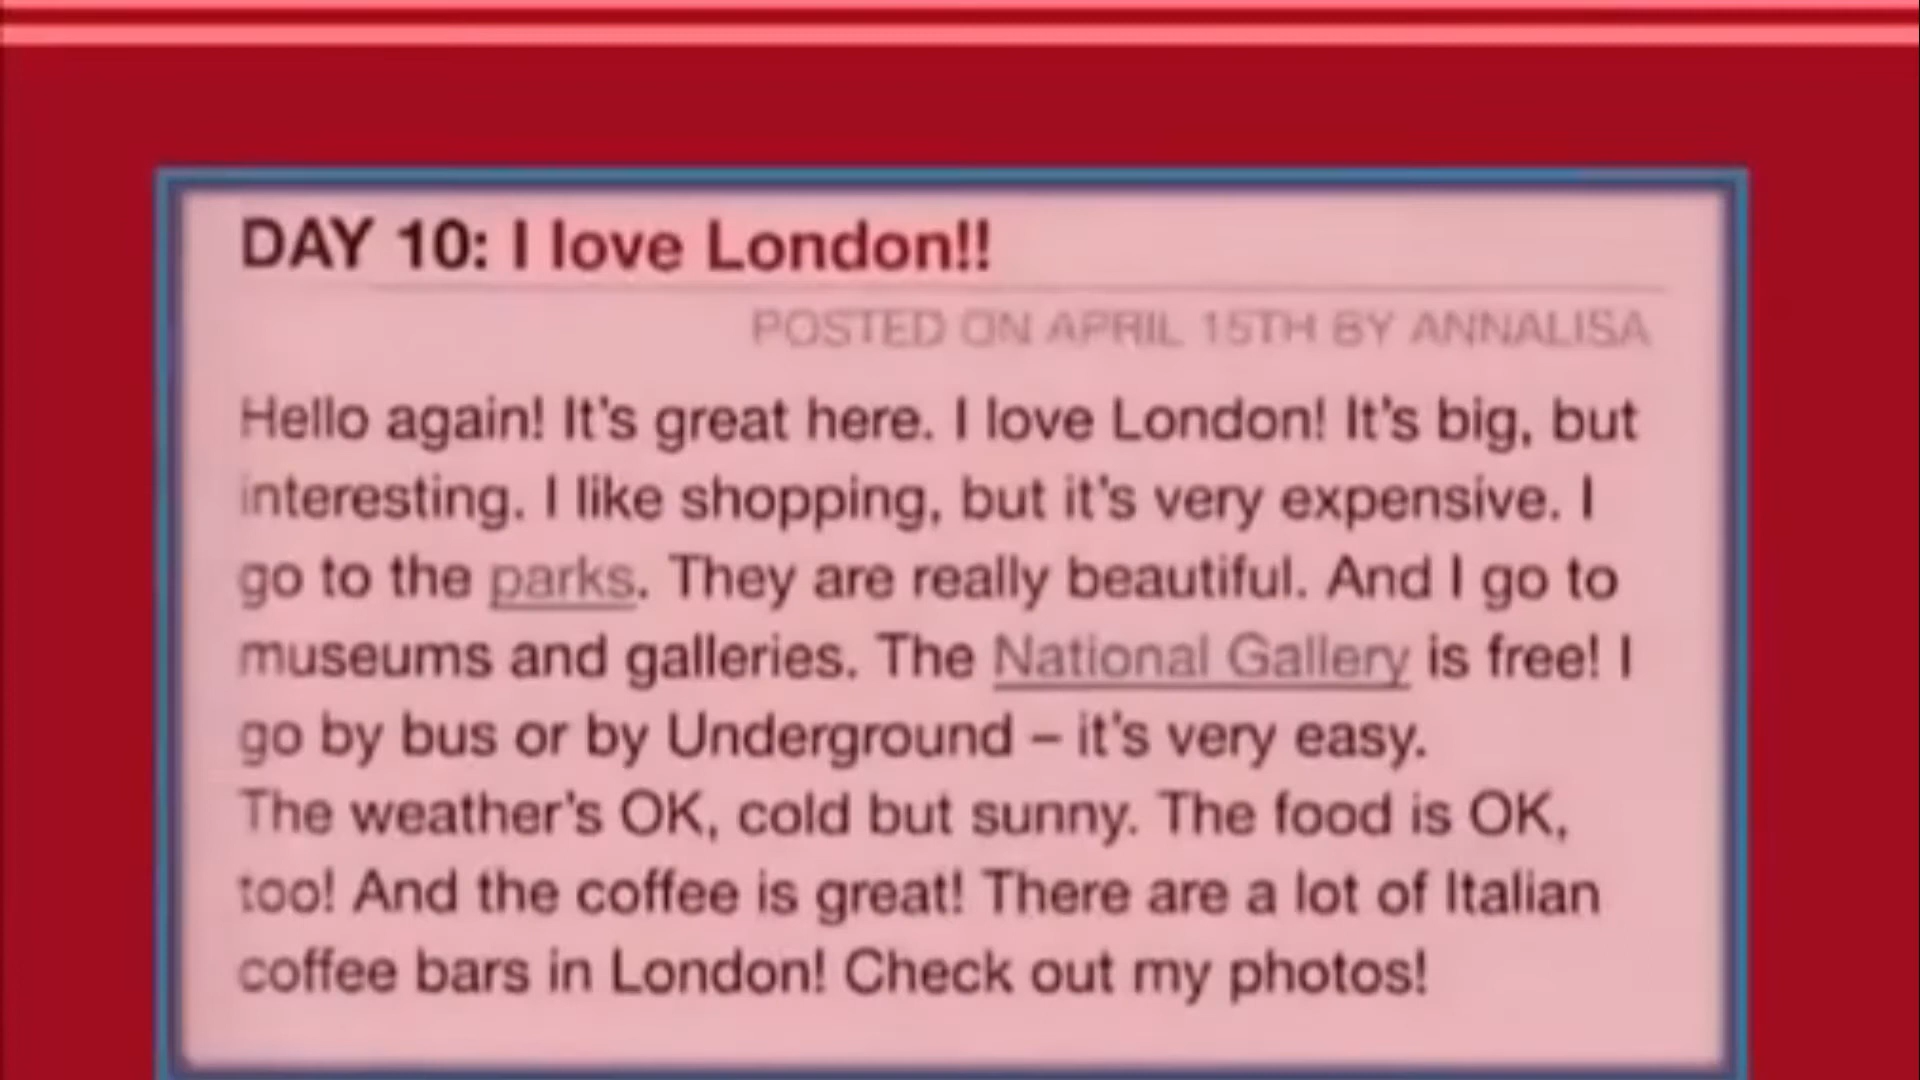 DAY 10: I love London!!
POSTED ON APRIL 15TH BY ANNALISA
Hello again! It's great here. I love London! It's big, but
interesting. I like shopping, but it's very expensive. I
go to the parks. They are really beautiful. And I go to
museums and galleries. The National Gallery is free! I
go by bus or by Underground – it's very easy.
The weather's OK, cold but sunny. The food is OK,
too! And the coffee is great! There are a lot of Italian
coffee bars in London! Check out my photos!